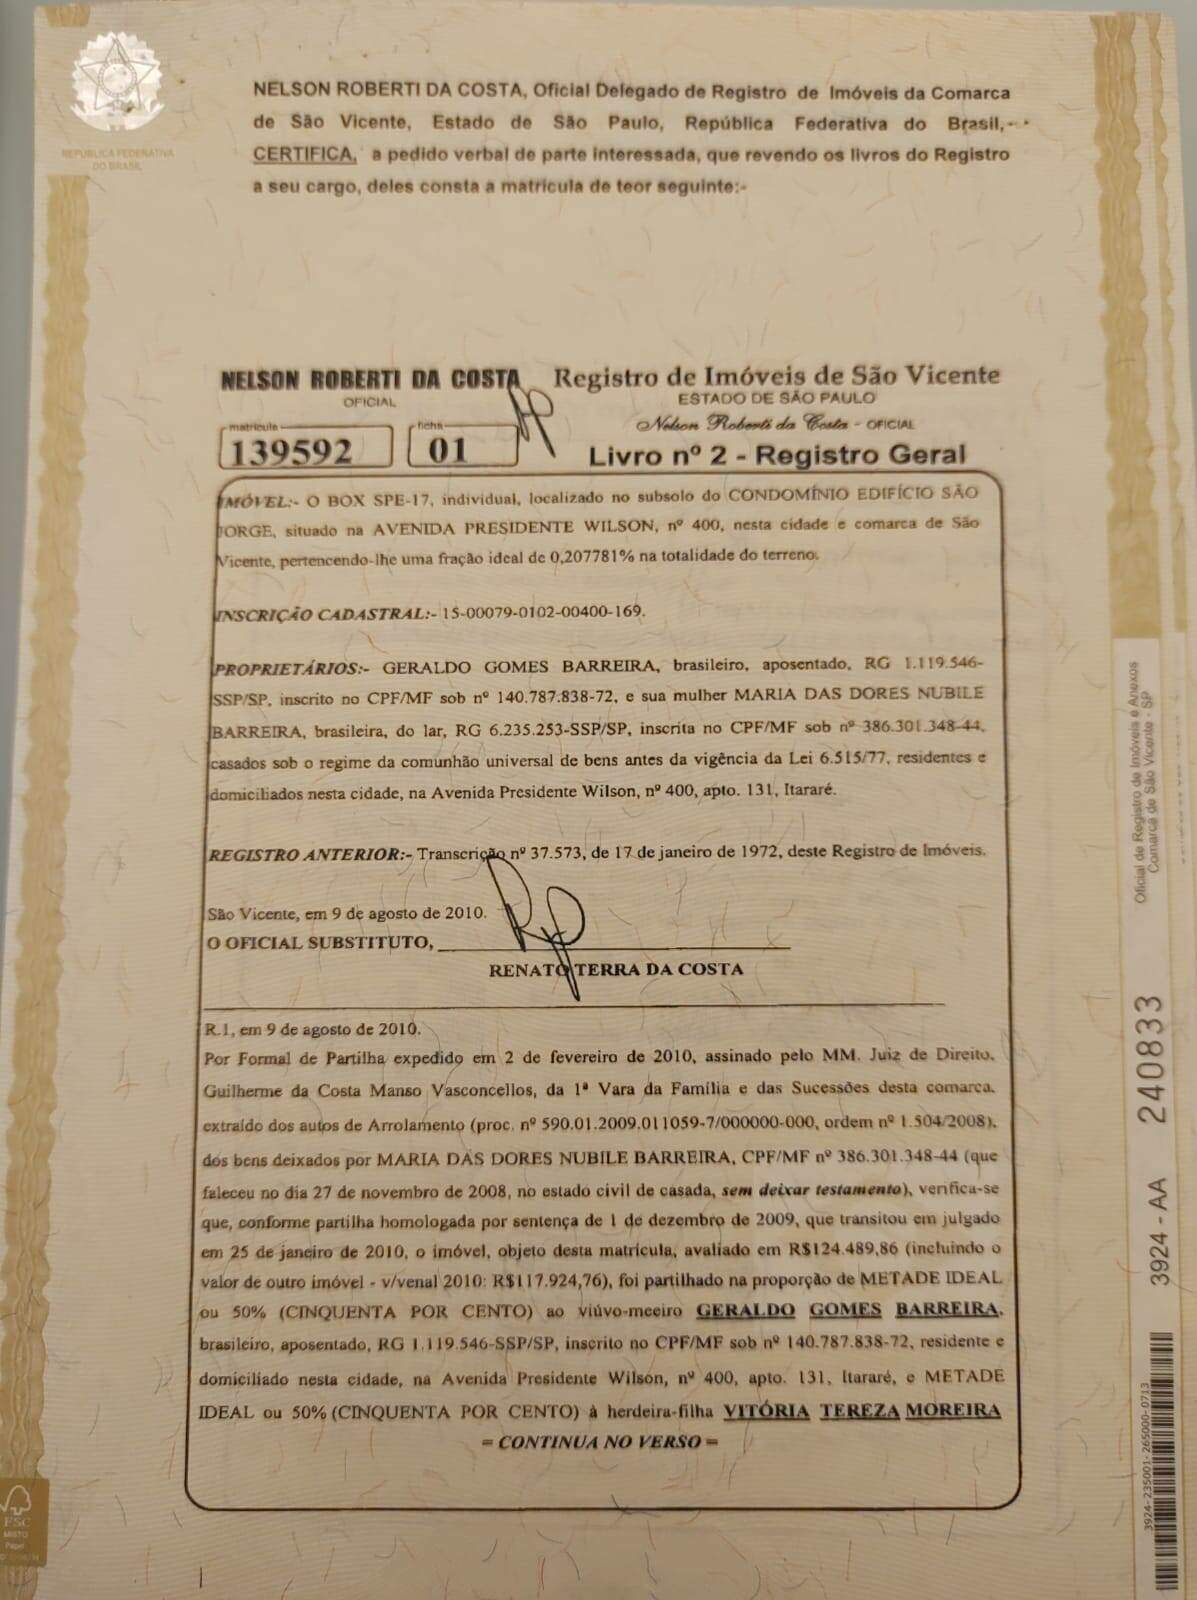 REPÚBLICA FEDERATIVA
DO BRASIL
NELSON ROBERTI DA COSTA, Oficial Delegado de Registro de Imóveis da Comarca
de São Vicente, Estado de São Paulo, República Federativa do Brasil,-
CERTIFICA, a pedido verbal de parte interessada, que revendo os livros do Registro
a seu cargo, deles consta a matrícula de teor seguinte:-
NELSON ROBERTI DA COSTA
OFICIAL
Registro de Imóveis de São Vicente
ESTADO DE SÃO PAULO
Nelson Roberti da Costa - OFICIAL
matrícula
139592
ficha
01
Livro nº 2 - Registro Geral
IMÓVEL:- O BOX SPE-17, individual, localizado no subsolo do CONDOMÍNIO EDIFÍCIO SÃO
JORGE, situado na AVENIDA PRESIDENTE WILSON, nº 400, nesta cidade e comarca de São
Vicente, pertencendo-lhe uma fração ideal de 0,207781% na totalidade do terreno.
INSCRIÇÃO CADASTRAL:- 15-00079-0102-00400-169.
PROPRIETÁRIOS:- GERALDO GOMES BARREIRA, brasileiro, aposentado, RG 1.119.546-
SSP/SP, inscrito no CPF/MF sob nº 140.787.838-72, e sua mulher MARIA DAS DORES NUBILE
BARREIRA, brasileira, do lar, RG 6.235.253-SSP/SP, inscrita no CPF/MF sob nº 386.301.348-44,
casados sob o regime da comunhão universal de bens antes da vigência da Lei 6.515/77, residentes e
domiciliados nesta cidade, na Avenida Presidente Wilson, nº 400, apto. 131, Itararé.
REGISTRO ANTERIOR:- Transcrição nº 37.573, de 17 de janeiro de 1972, deste Registro de Imóveis.
São Vicente, em 9 de agosto de 2010.
O OFICIAL SUBSTITUTO,
RENATO TERRA DA COSTA
R.1, em 9 de agosto de 2010.
Por Formal de Partilha expedido em 2 de fevereiro de 2010, assinado pelo MM. Juiz de Direito,
Guilherme da Costa Manso Vasconcellos, da 1ª Vara da Família e das Sucessões desta comarca,
extraído dos autos de Arrolamento (proc. nº 590.01.2009.011059-7/000000-000, ordem nº 1.504/2008),
dos bens deixados por MARIA DAS DORES NUBILE BARREIRA, CPF/MF nº 386.301.348-44 (que
faleceu no dia 27 de novembro de 2008, no estado civil de casada, sem deixar testamento), verifica-se
que, conforme partilha homologada por sentença de 1 de dezembro de 2009, que transitou em julgado
em 25 de janeiro de 2010, o imóvel, objeto desta matrícula, avaliado em R$124.489,86 (incluindo o
valor de outro imóvel - v/venal 2010: R$117.924,76), foi partilhado na proporção de METADE IDEAL
ou 50% (CINQUENTA POR CENTO) ao viúvo-meeiro GERALDO GOMES BARREIRA,
brasileiro, aposentado, RG 1.119.546-SSP/SP, inscrito no CPF/MF sob nº 140.787.838-72, residente e
domiciliado nesta cidade, na Avenida Presidente Wilson, nº 400, apto. 131, Itararé, e METADE
IDEAL ou 50% (CINQUENTA POR CENTO) à herdeira-filha VITÓRIA TEREZA MOREIRA
= CONTINUA NO VERSO =
Oficial de Registro de Imóveis e Anexos
Comarca de São Vicente - SP
3924 - AA 240833
3924-235001-265000-0713
FSC
MISTO
Papel